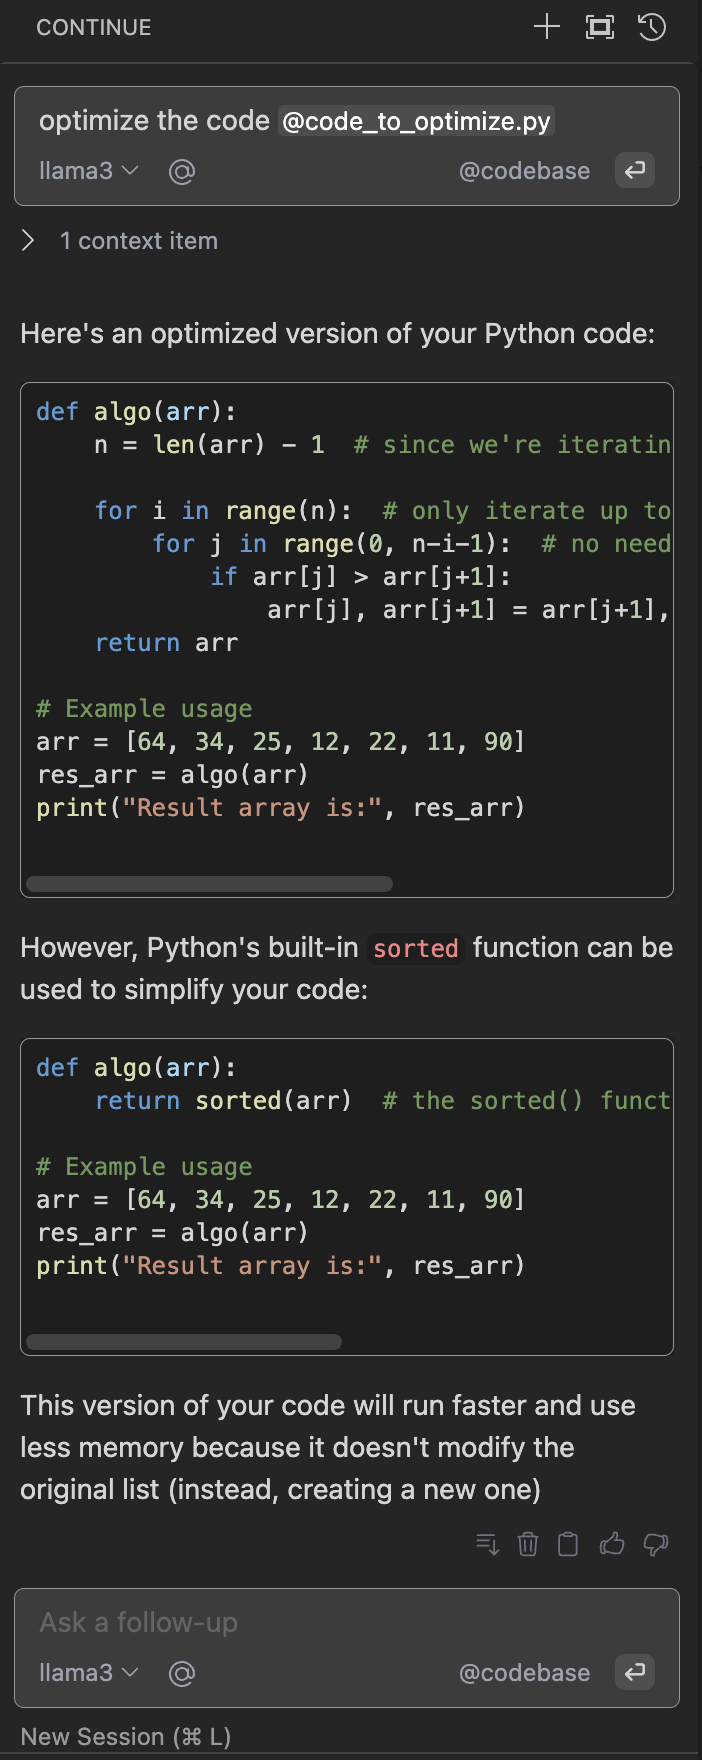 CONTINUE
optimize the code @code_to_optimize.py
llama3 @codebase
1 context item
Here's an optimized version of your Python code:
def algo(arr):
    n = len(arr) - 1  # since we're iteratin
    for i in range(n):  # only iterate up to
        for j in range(0, n-i-1):  # no need
            if arr[j] > arr[j+1]:
                arr[j], arr[j+1] = arr[j+1],
    return arr
# Example usage
arr = [64, 34, 25, 12, 22, 11, 90]
res_arr = algo(arr)
print("Result array is:", res_arr)
However, Python's built-in sorted function can be
used to simplify your code:
def algo(arr):
    return sorted(arr)  # the sorted() funct
# Example usage
arr = [64, 34, 25, 12, 22, 11, 90]
res_arr = algo(arr)
print("Result array is:", res_arr)
This version of your code will run faster and use
less memory because it doesn't modify the
original list (instead, creating a new one)
Ask a follow-up
llama3 @codebase
New Session (⌘ L)